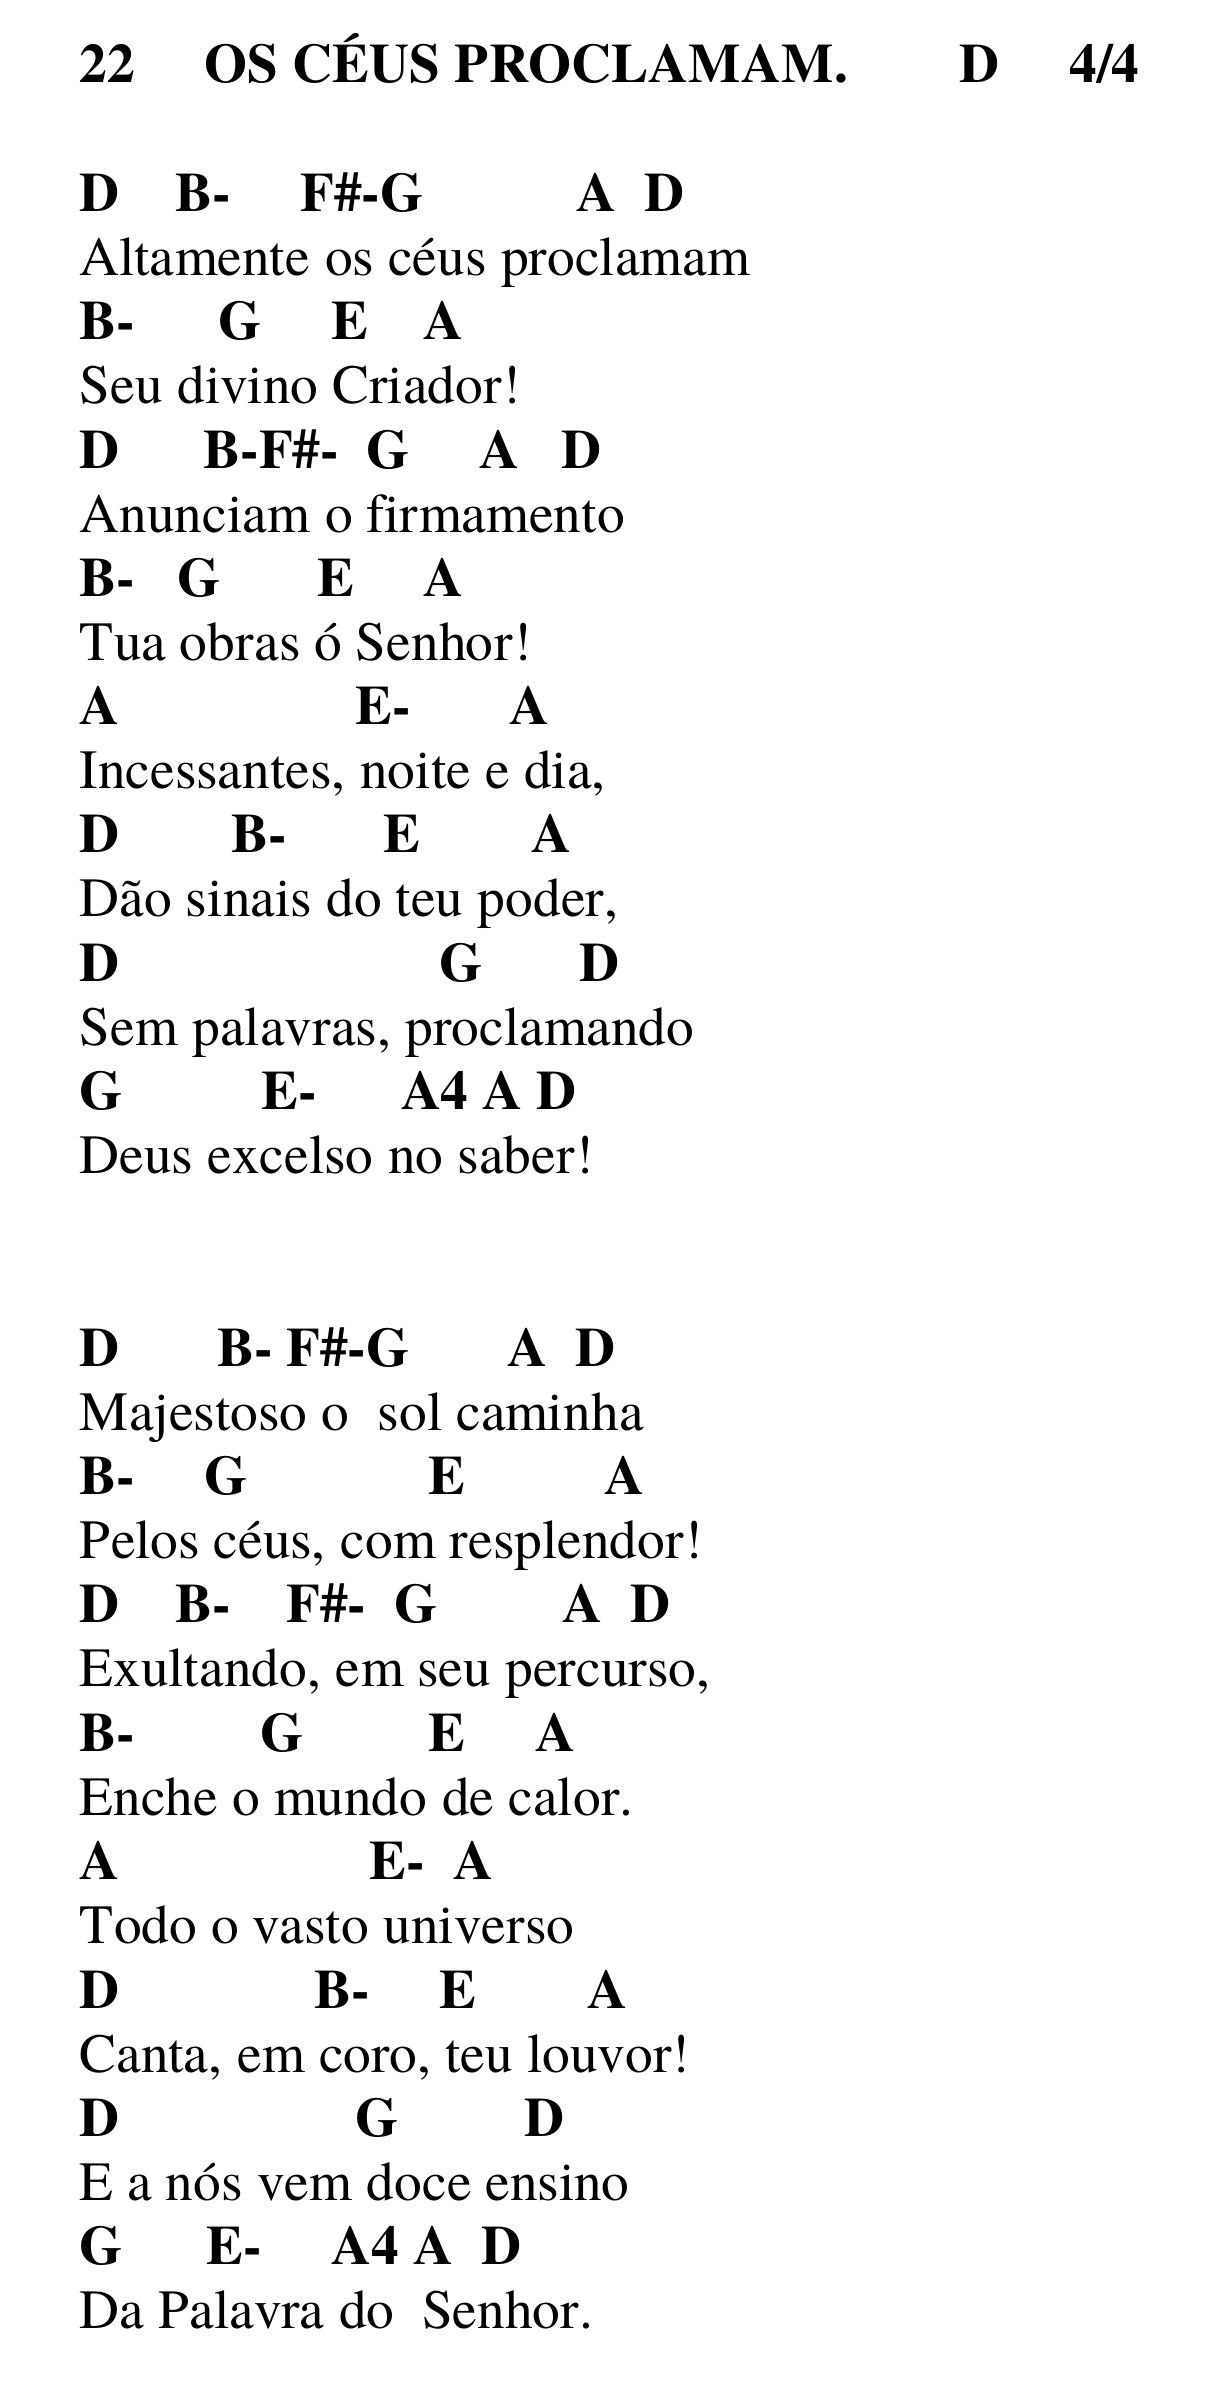 22 OS CÉUS PROCLAMAM. D 4/4
D B- F#-G A D
Altamente os céus proclamam
B- G E A
Seu divino Criador!
D B-F#- G A D
Anunciam o firmamento
B- G E A
Tua obras ó Senhor!
A E- A
Incessantes, noite e dia,
D B- E A
Dão sinais do teu poder,
D G D
Sem palavras, proclamando
G E- A4 A D
Deus excelso no saber!
D B- F#-G A D
Majestoso o sol caminha
B- G E A
Pelos céus, com resplendor!
D B- F#- G A D
Exultando, em seu percurso,
B- G E A
Enche o mundo de calor.
A E- A
Todo o vasto universo
D B- E A
Canta, em coro, teu louvor!
D G D
E a nós vem doce ensino
G E- A4 A D
Da Palavra do Senhor.